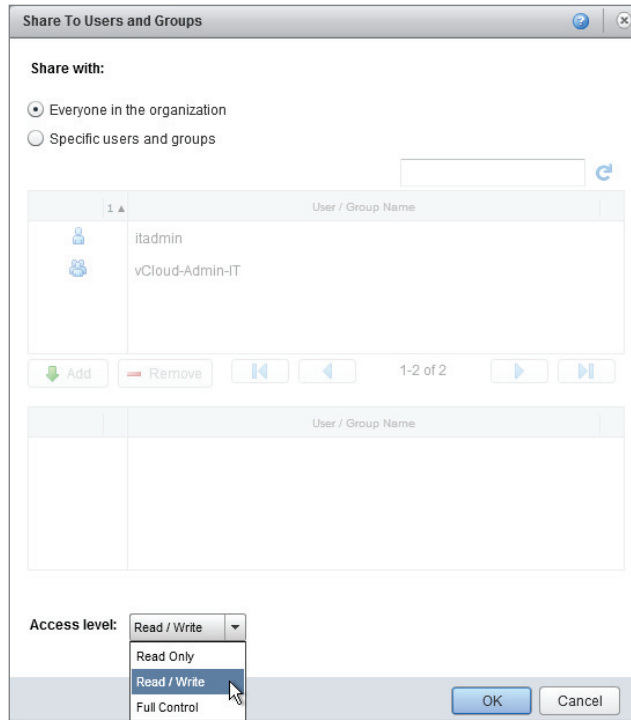 Share To Users and Groups
Share with:
Everyone in the organization
Specific users and groups
1 User / Group Name
itadmin
vCloud-Admin-IT
Add Remove 1-2 of 2
User / Group Name
Access level: Read / Write
Read Only
Read / Write
Full Control
OK Cancel